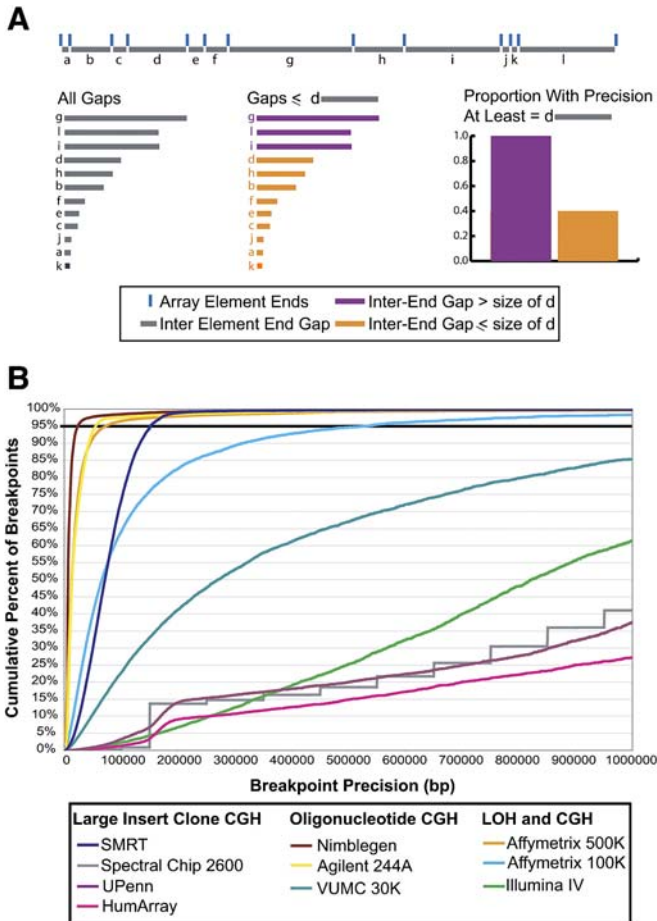 A
a b c d e f g h i j k l
All Gaps
g
l
i
d
h
b
f
e
c
j
a
k
Gaps ⩽ d
g
l
i
d
h
b
f
e
c
j
a
k
Proportion With Precision
At Least = d
1.0
0.8
0.6
0.4
0.2
0.0
Array Element Ends
Inter-End Gap > size of d
Inter Element End Gap
Inter-End Gap ⩽ size of d
B
Cumulative Percent of Breakpoints
100%
95%
90%
85%
80%
75%
70%
65%
60%
55%
50%
45%
40%
35%
30%
25%
20%
15%
10%
5%
0%
0 100000 200000 300000 400000 500000 600000 700000 800000 900000 1000000
Breakpoint Precision (bp)
Large Insert Clone CGH
SMRT
Spectral Chip 2600
UPenn
HumArray
Oligonucleotide CGH
Nimblegen
Agilent 244A
VUMC 30K
LOH and CGH
Affymetrix 500K
Affymetrix 100K
Illumina IV